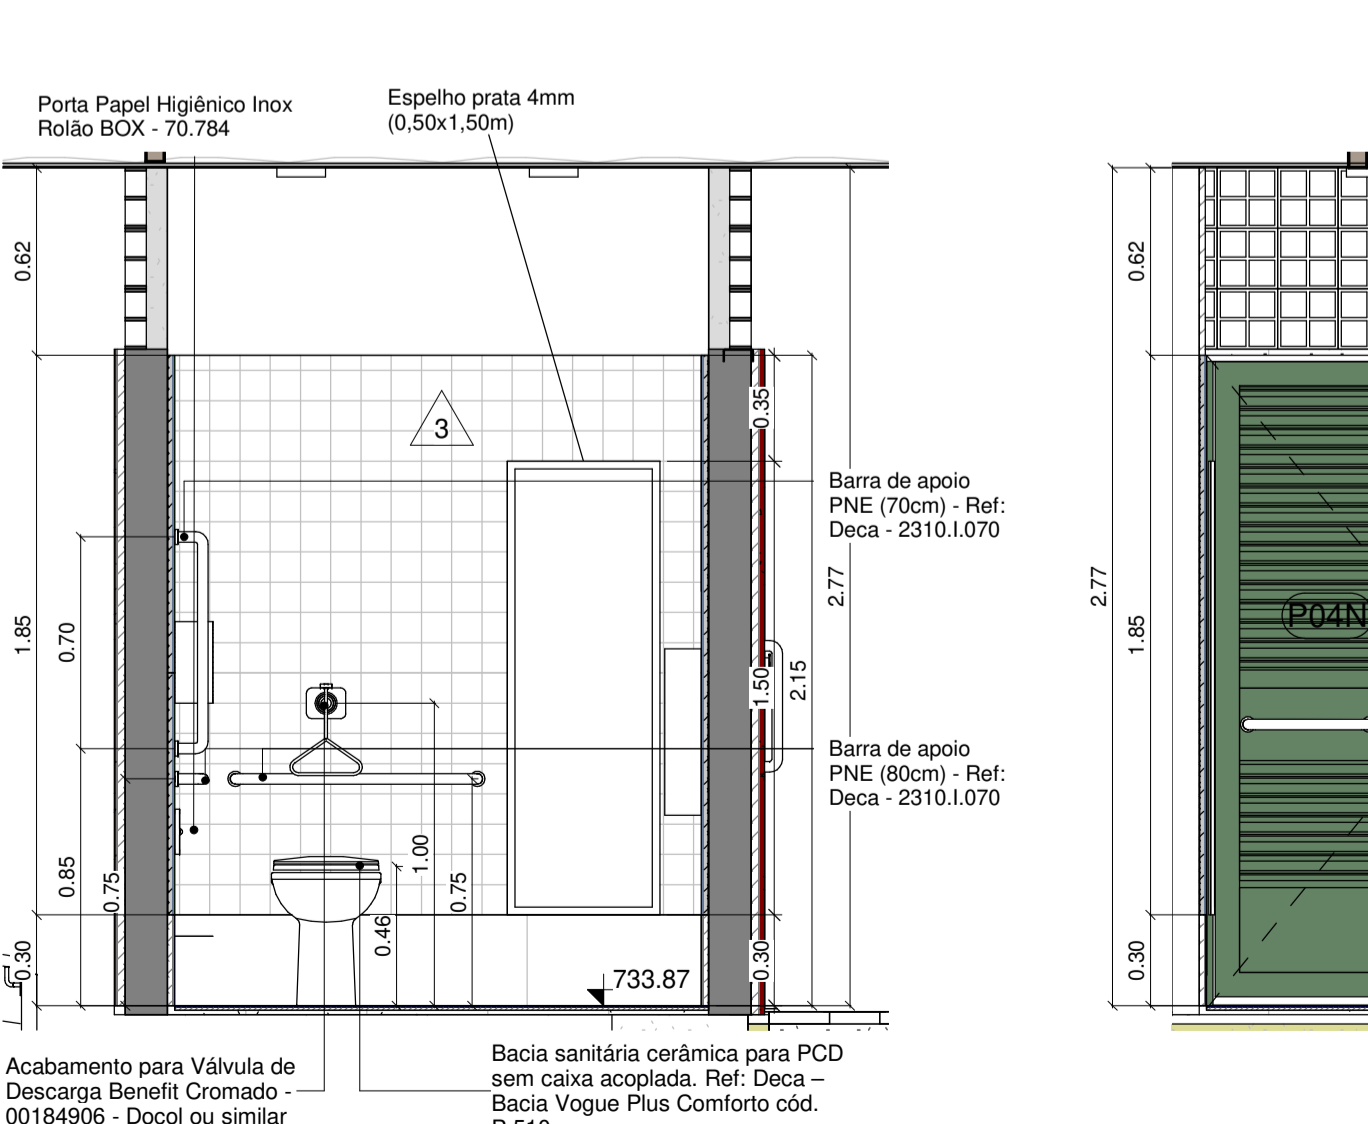 Porta Papel Higiênico Inox
Rolão BOX - 70.784
Espelho prata 4mm
(0,50x1,50m)
0.62
0.62
0.35
3
Barra de apoio
PNE (70cm) - Ref:
Deca - 2310.I.070
2.77
2.77
1.85
0.70
1.85
P04N
1.50
2.15
Barra de apoio
PNE (80cm) - Ref:
Deca - 2310.I.070
0.85
0.75
1.00
0.75
0.46
0.30
0.30
0.30
733.87
Acabamento para Válvula de
Descarga Benefit Cromado -
00184906 - Docol ou similar
Bacia sanitária cerâmica para PCD
sem caixa acoplada. Ref: Deca –
Bacia Vogue Plus Comforto cód.